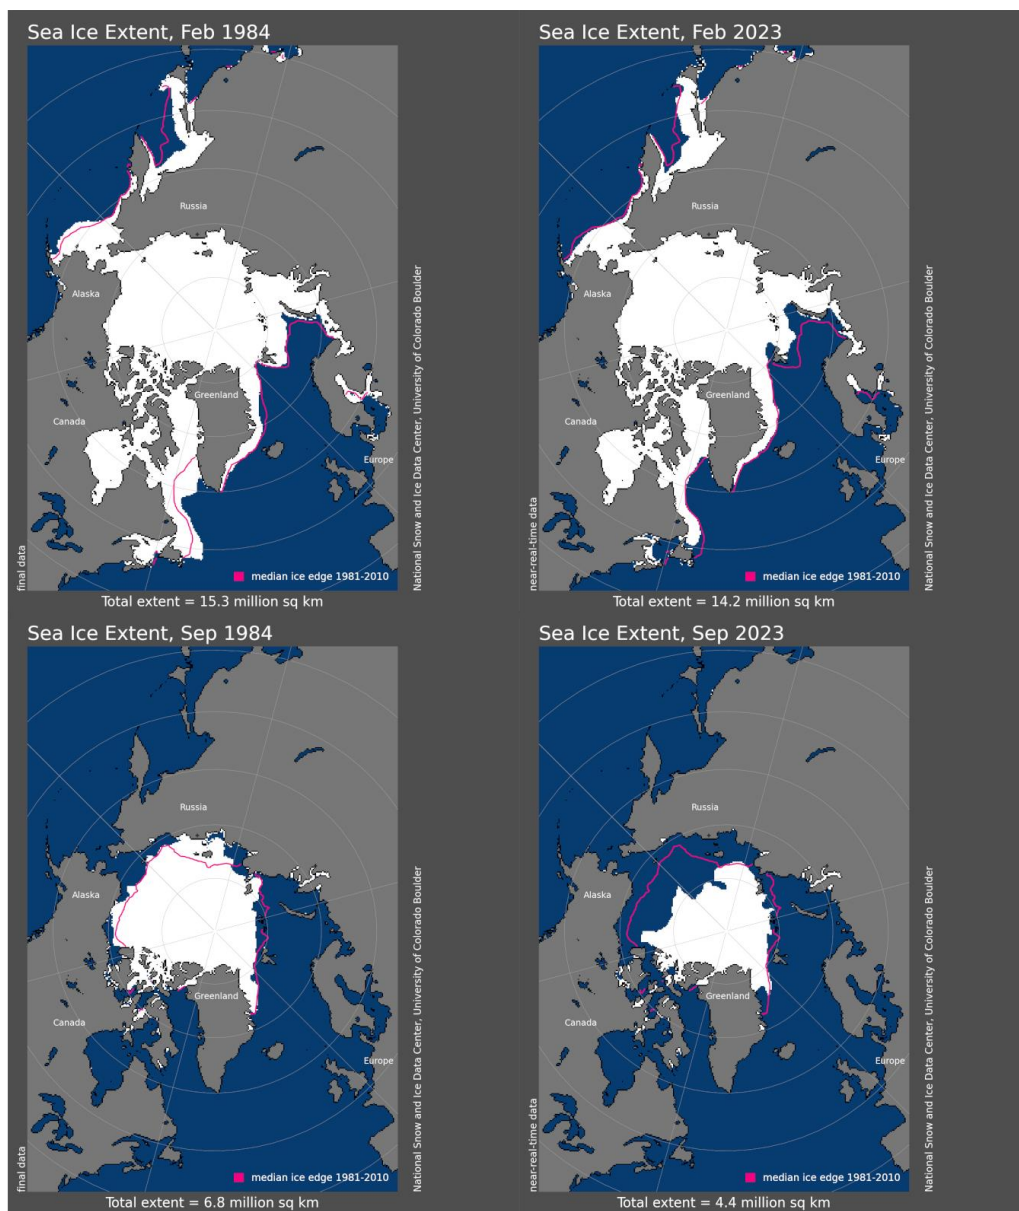 Sea Ice Extent, Feb 1984
Russia
Alaska
Greenland
Canada
Europe
final data
National Snow and Ice Data Center, University of Colorado Boulder
median ice edge 1981-2010
Total extent = 15.3 million sq km
Sea Ice Extent, Feb 2023
Russia
Alaska
Greenland
Canada
Europe
near-real-time data
National Snow and Ice Data Center, University of Colorado Boulder
median ice edge 1981-2010
Total extent = 14.2 million sq km
Sea Ice Extent, Sep 1984
Russia
Alaska
Greenland
Canada
Europe
final data
National Snow and Ice Data Center, University of Colorado Boulder
median ice edge 1981-2010
Total extent = 6.8 million sq km
Sea Ice Extent, Sep 2023
Russia
Alaska
Greenland
Canada
Europe
near-real-time data
National Snow and Ice Data Center, University of Colorado Boulder
median ice edge 1981-2010
Total extent = 4.4 million sq km